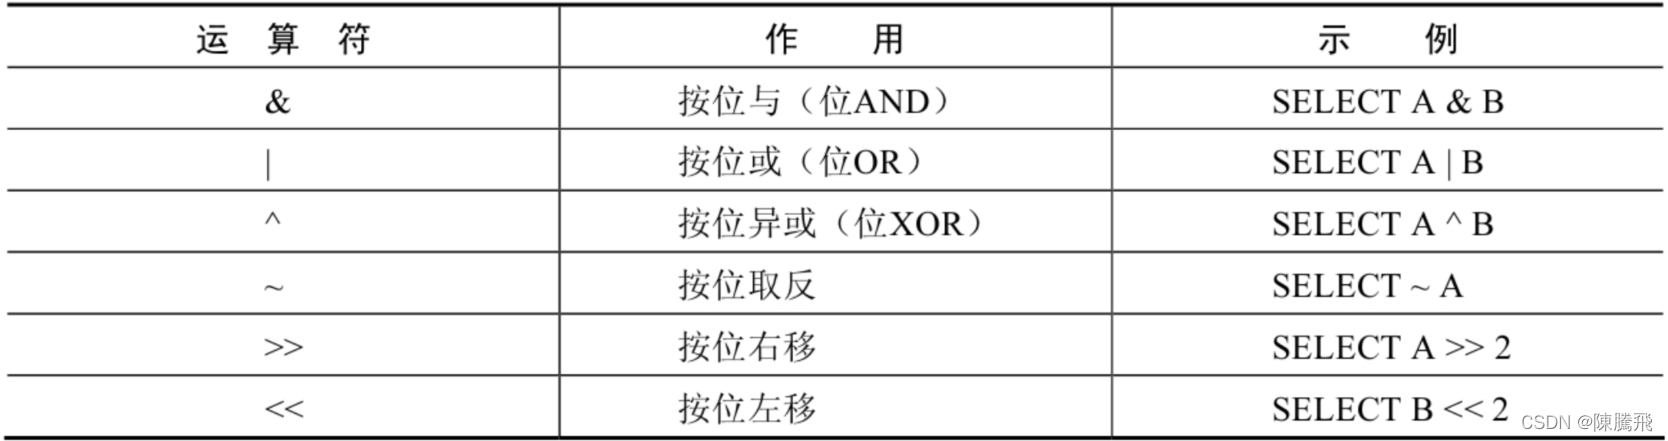 运 算 符 作 用 示 例
& 按位与（位AND） SELECT A & B
| 按位或（位OR） SELECT A | B
^ 按位异或（位XOR） SELECT A ^ B
~ 按位取反 SELECT ~ A
>> 按位右移 SELECT A >> 2
<< 按位左移 SELECT B << 2
CSDN @陳騰飛